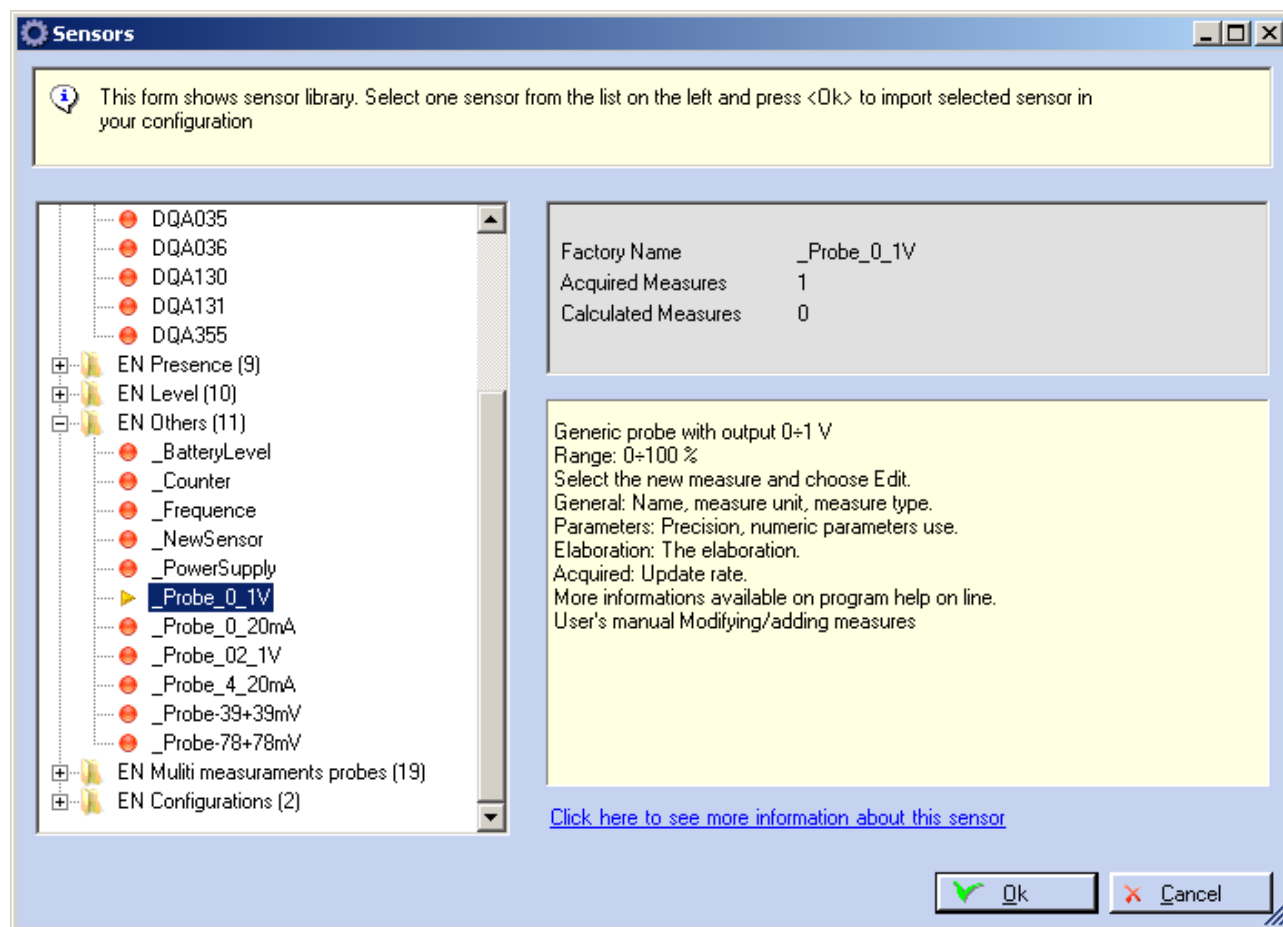 Sensors
This form shows sensor library. Select one sensor from the list on the left and press <Ok> to import selected sensor in
your configuration
DQA035
DQA036
DQA130
DQA131
DQA355
EN Presence (9)
EN Level (10)
EN Others (11)
_BatteryLevel
_Counter
_Frequence
_NewSensor
_PowerSupply
_Probe_0_1V
_Probe_0_20mA
_Probe_02_1V
_Probe_4_20mA
_Probe-39+39mV
_Probe-78+78mV
EN Muliti measuraments probes (19)
EN Configurations (2)
Factory Name _Probe_0_1V
Acquired Measures 1
Calculated Measures 0
Generic probe with output 0÷1 V
Range: 0÷100 %
Select the new measure and choose Edit.
General: Name, measure unit, measure type.
Parameters: Precision, numeric parameters use.
Elaboration: The elaboration.
Acquired: Update rate.
More informations available on program help on line.
User's manual Modifying/adding measures
Click here to see more information about this sensor
Ok
Cancel